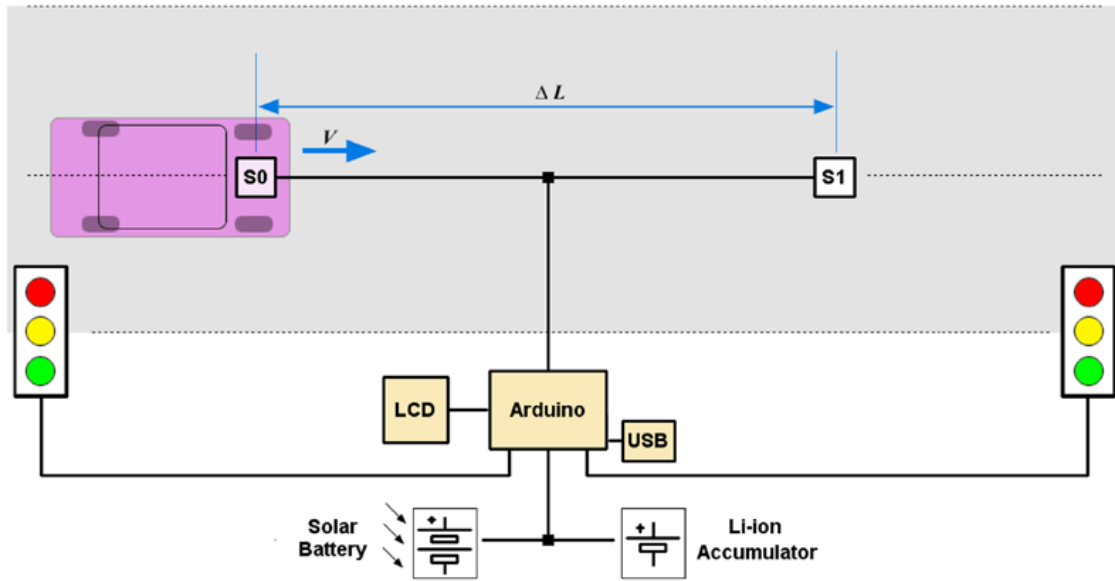 Δ L
V
S0
S1
LCD
Arduino
USB
Solar
Battery
+
+
Li-ion
Accumulator